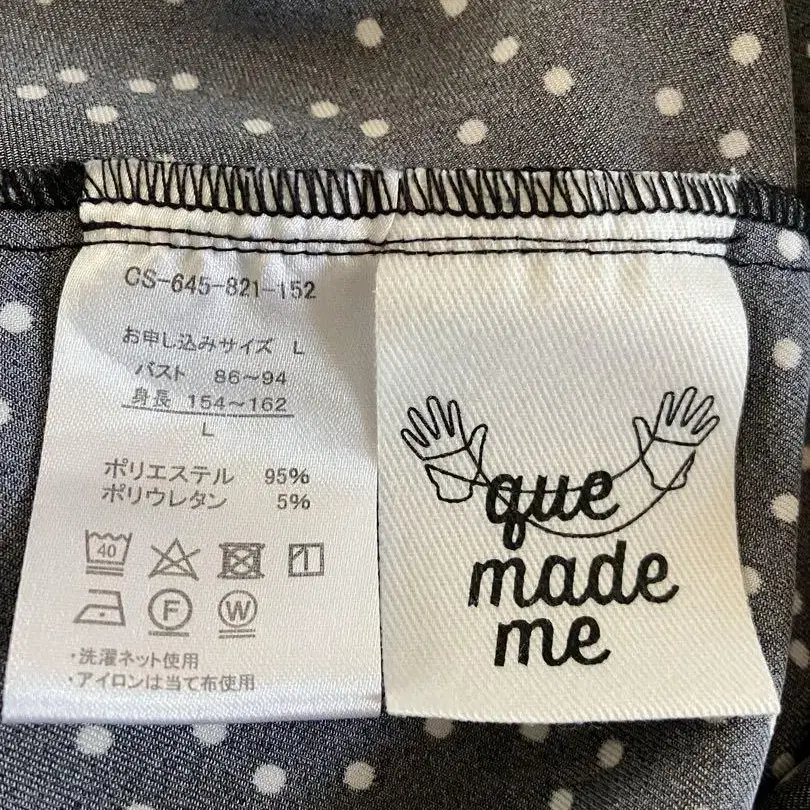 CS-645-821-152
お申し込みサイズ L
バスト 86～94
身長 154～162
L
ポリエステル 95%
ポリウレタン 5%
40
F W
・洗濯ネット使用
・アイロンは当て布使用
que
made
me